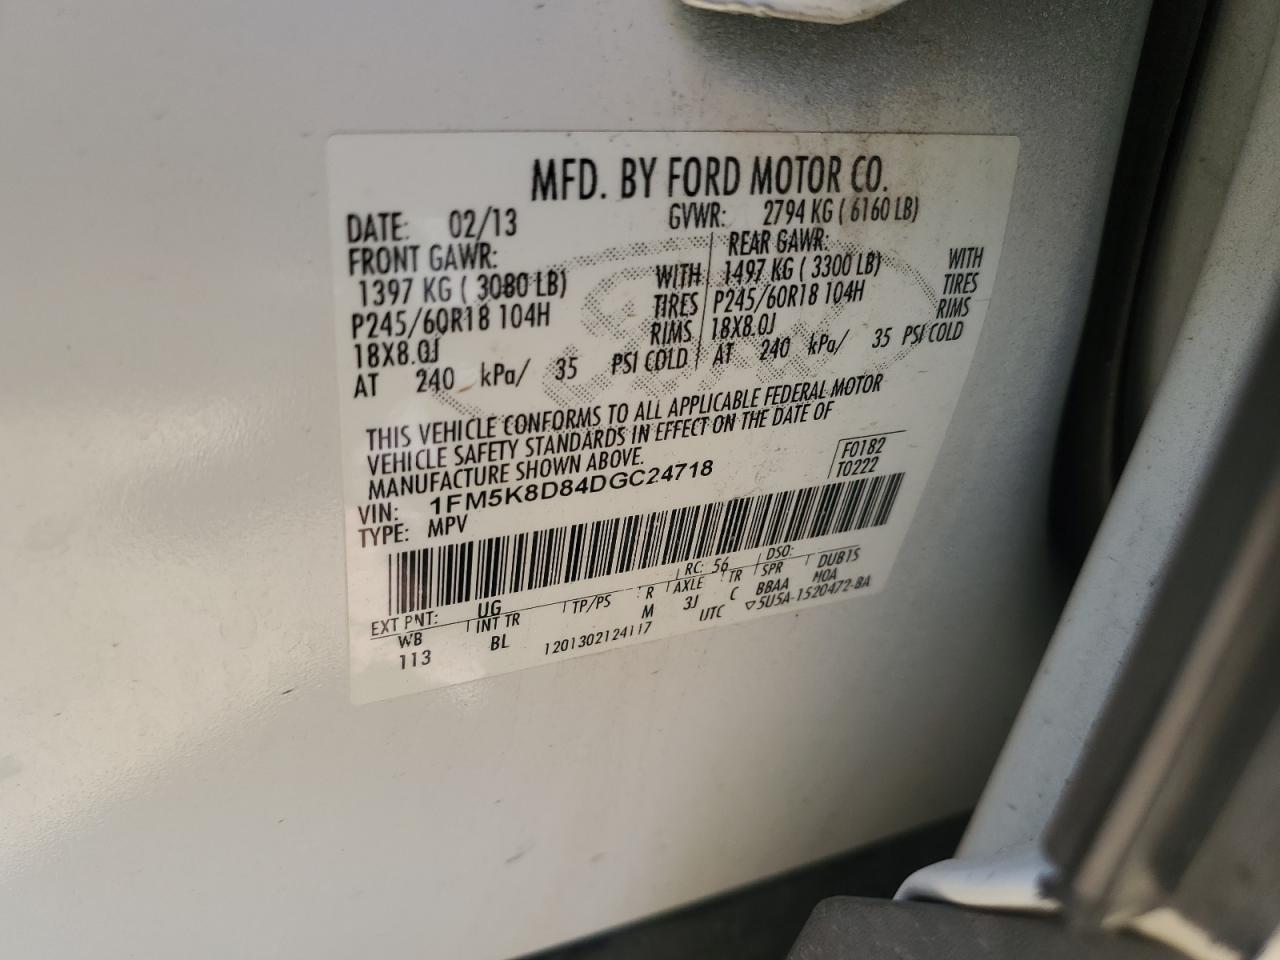 MFD. BY FORD MOTOR CO.
DATE: 02/13 GVWR: 2794 KG ( 6160 LB)
FRONT GAWR: REAR GAWR:
1397 KG ( 3080 LB) WITH 1497 KG ( 3300 LB) WITH
P245/60R18 104H TIRES P245/60R18 104H TIRES
18X8.0J RIMS 18X8.0J RIMS
AT 240 kPa/ 35 PSI COLD AT 240 kPa/ 35 PSI COLD
THIS VEHICLE CONFORMS TO ALL APPLICABLE FEDERAL MOTOR
VEHICLE SAFETY STANDARDS IN EFFECT ON THE DATE OF
MANUFACTURE SHOWN ABOVE.
VIN: 1FM5K8D84DGC24718 F0182
TYPE: MPV T0222
EXT PNT: UG RC: 56 DSO:
WB INT TR TP/PS R AXLE TR SPR DUB15
113 BL M 3J C BBAA MOA
1201302124117 UTC ▽5U5A-1520472-BA